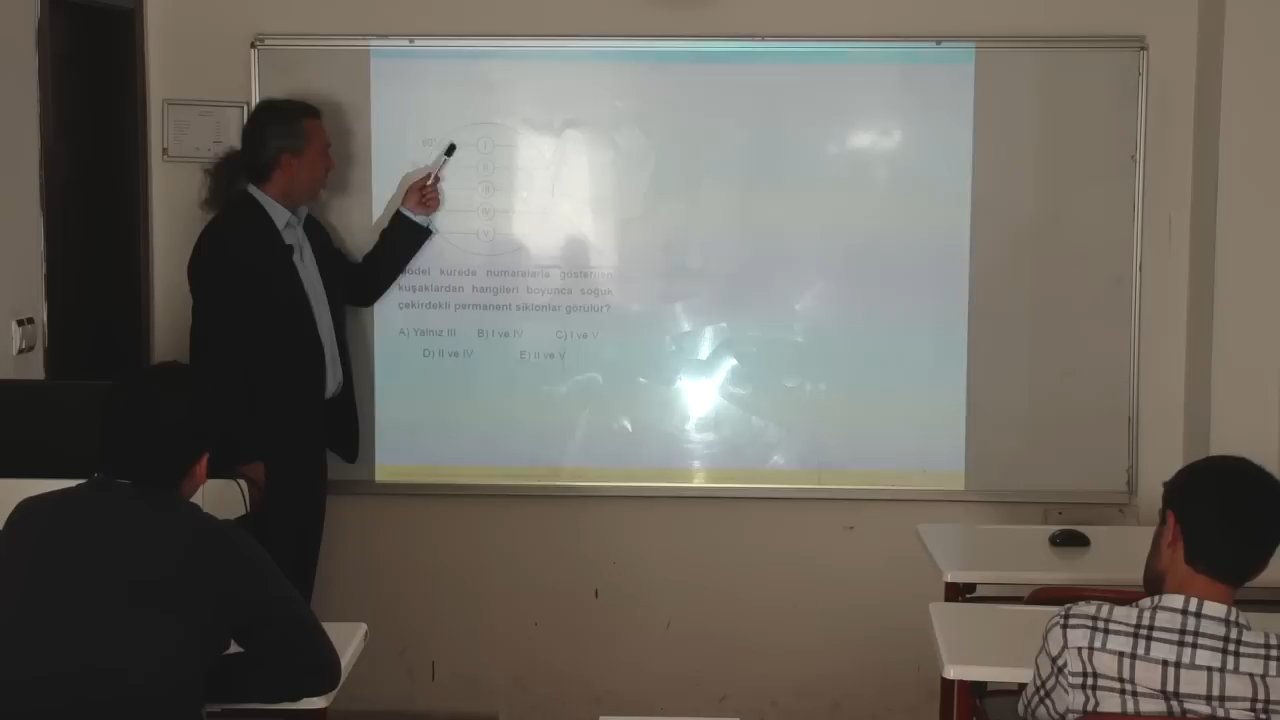 60°
I
II
III
IV
V
Model kürede numaralarla gösterilen
kuşaklardan hangileri boyunca soğuk
çekirdekli permanent siklonlar görülür?
A) Yalnız III B) I ve IV C) I ve V
D) II ve IV E) II ve V